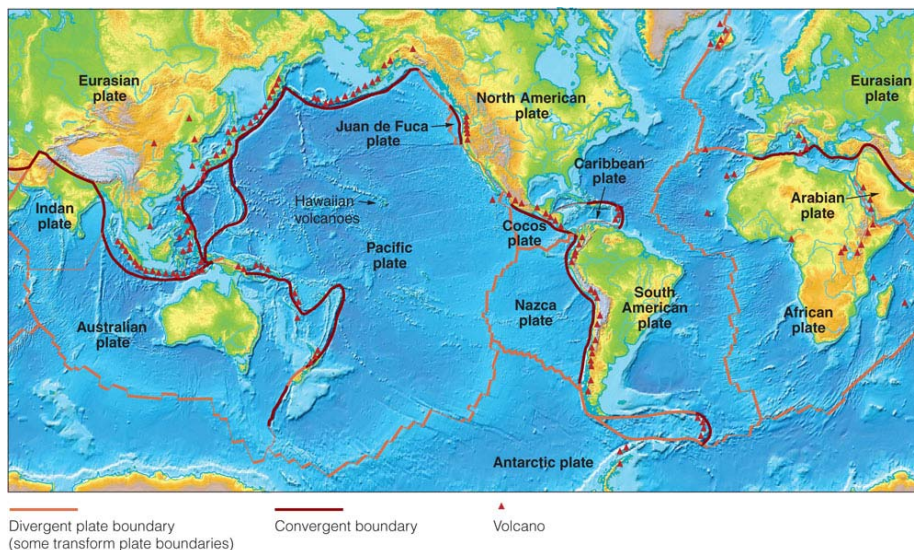 Eurasian
plate
Eurasian
plate
North American
plate
Juan de Fuca
plate
Caribbean
plate
Arabian
plate
Indan
plate
Hawaiian
volcanoes
Cocos
plate
Pacific
plate
Nazca
plate
South
American
plate
African
plate
Australian
plate
Antarctic plate
Divergent plate boundary
(some transform plate boundaries)
Convergent boundary
Volcano